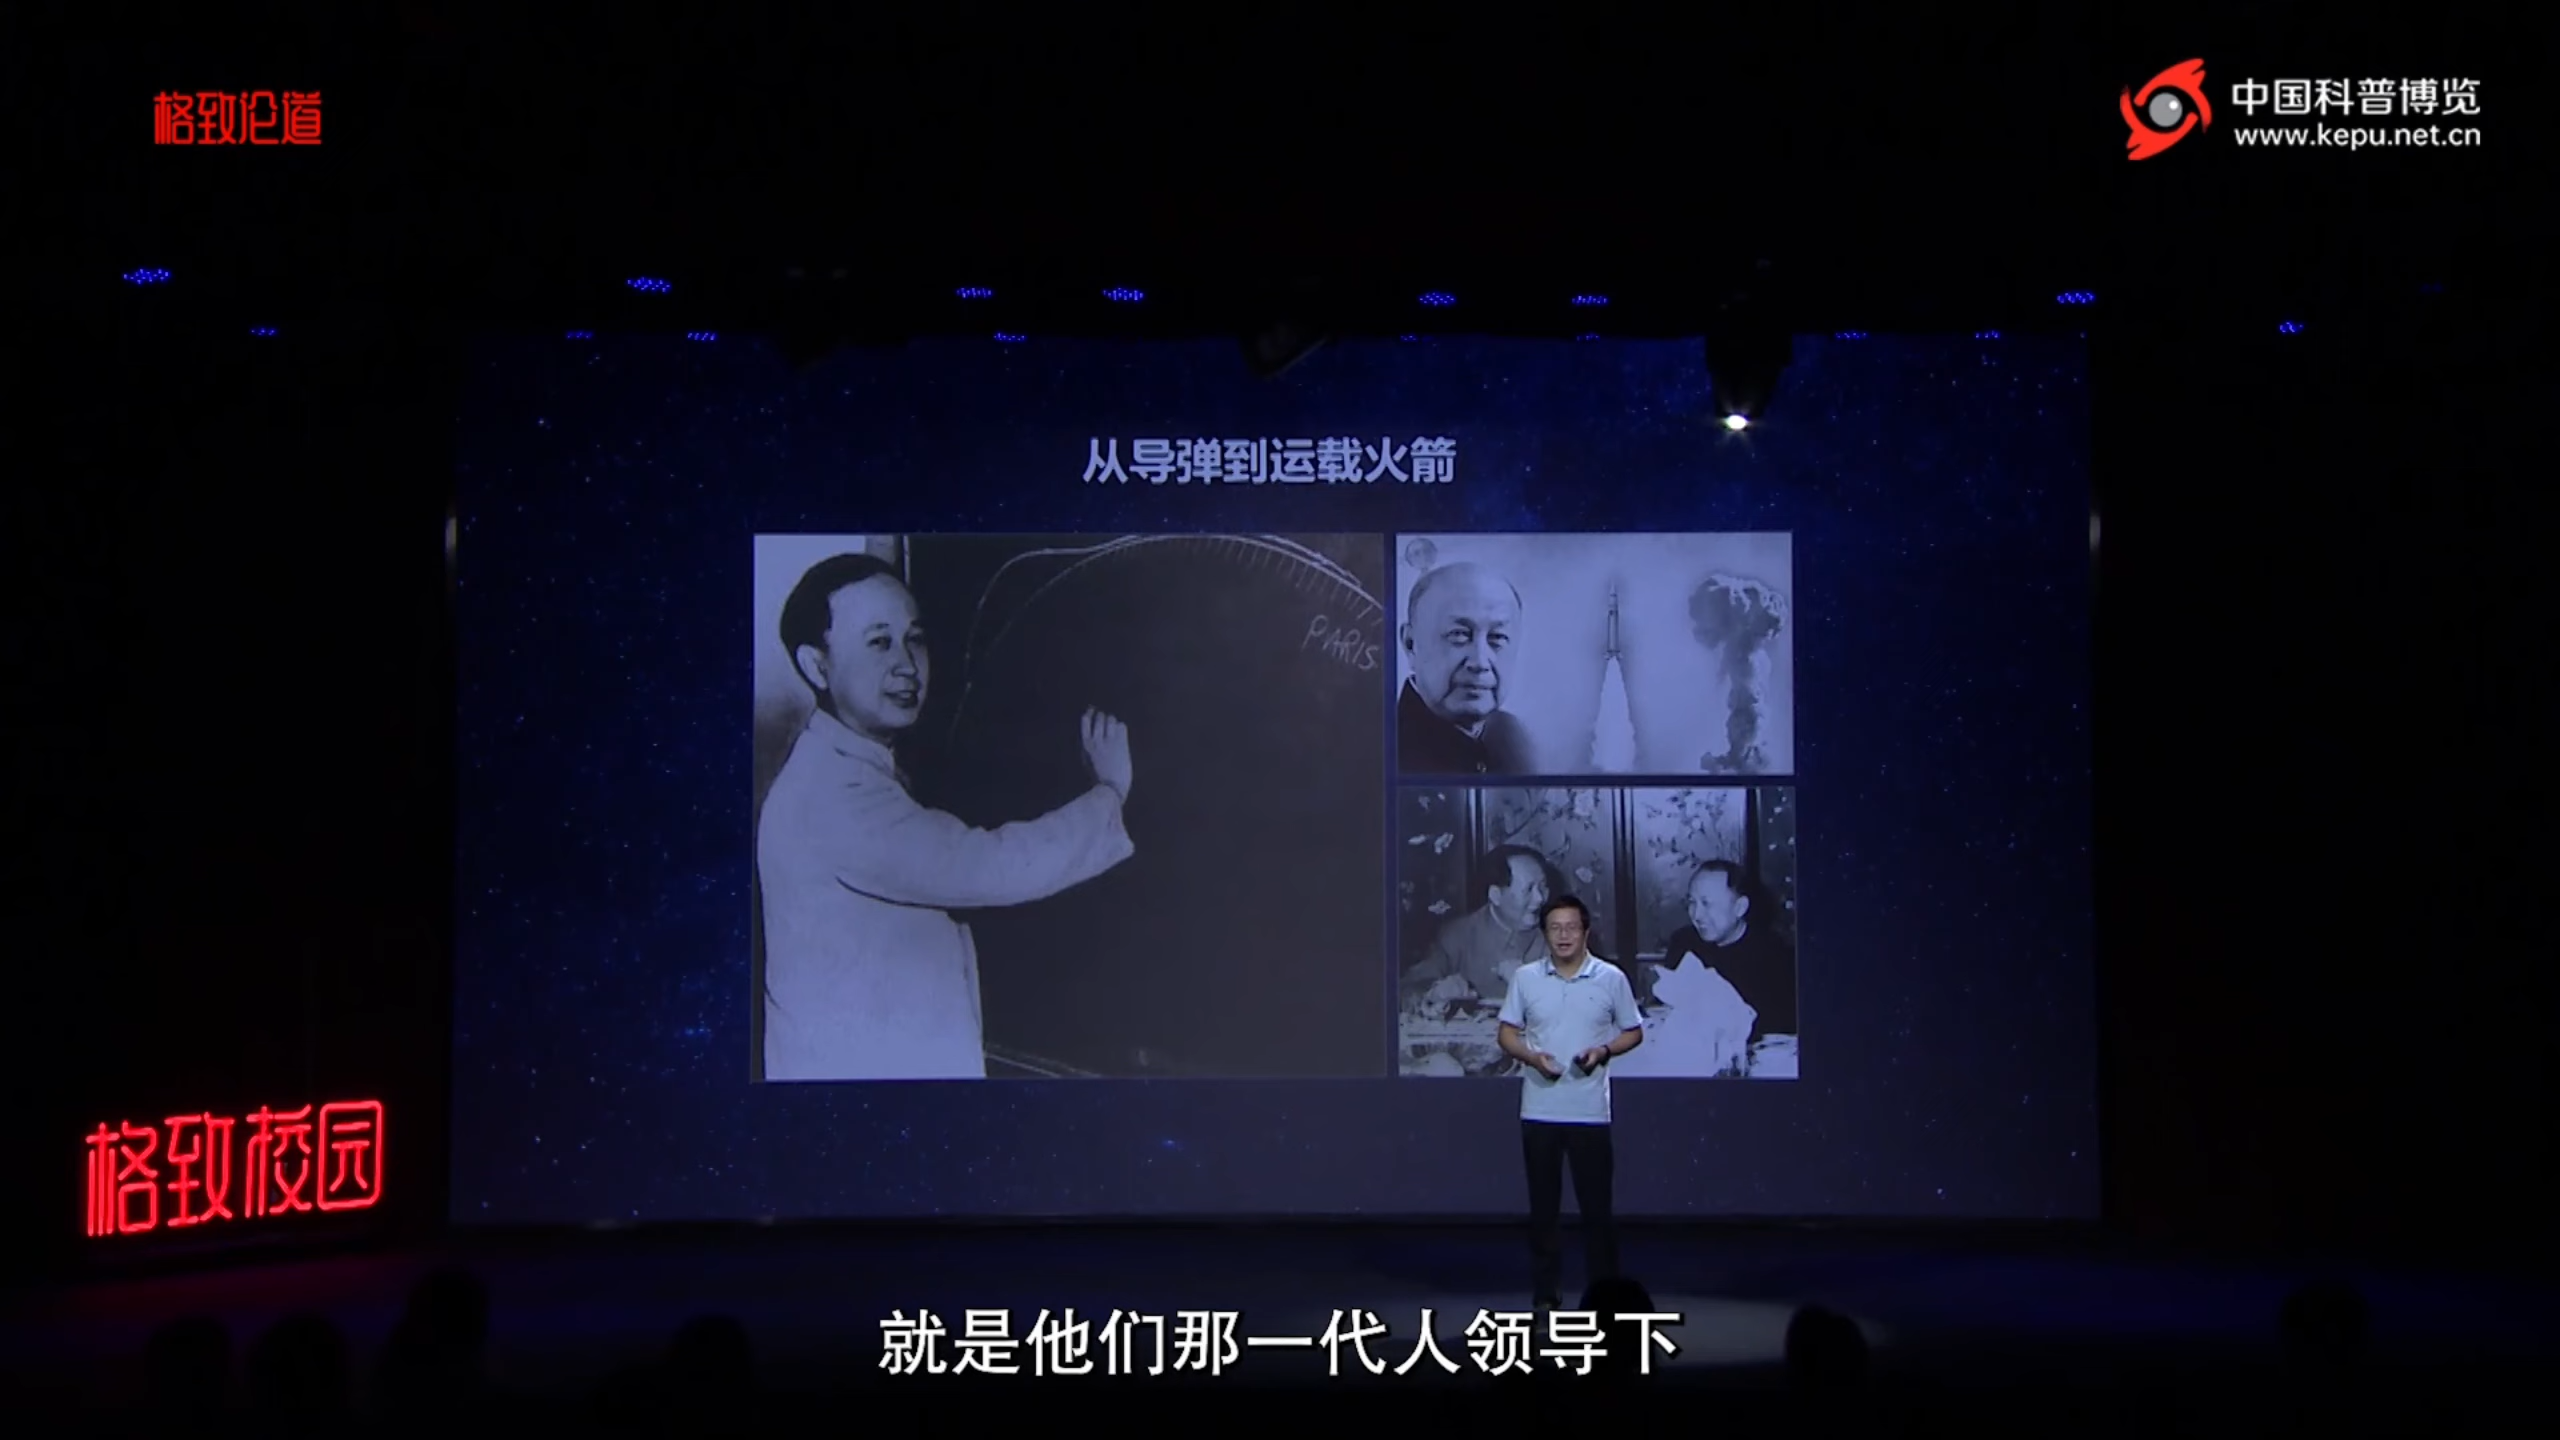 格致论道
中国科普博览
www.kepu.net.cn
从导弹到运载火箭
PARIS
格致校园
就是他们那一代人领导下